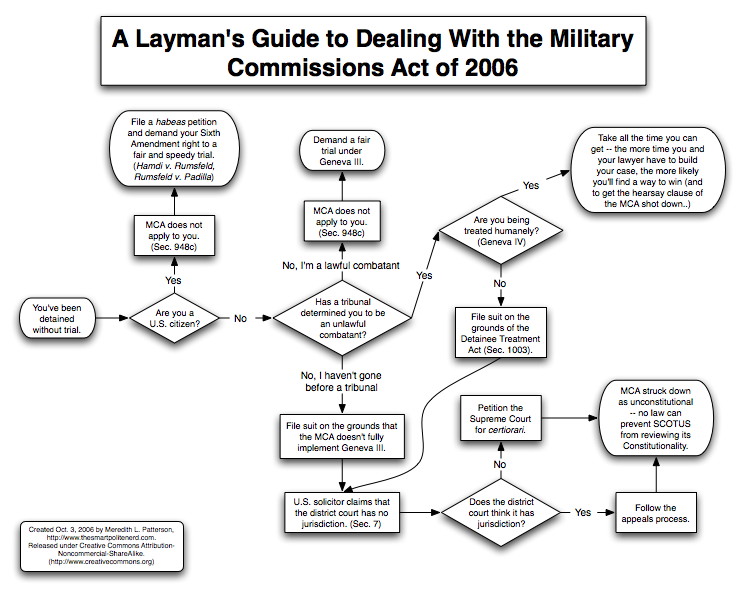 A Layman's Guide to Dealing With the Military
Commissions Act of 2006
File a habeas petition
and demand your Sixth
Amendment right to a
fair and speedy trial.
(Hamdi v. Rumsfeld,
Rumsfeld v. Padilla)
Demand a fair
trial under
Geneva III.
Take all the time you can
get -- the more time you and
your lawyer have to build
your case, the more likely
you'll find a way to win (and
to get the hearsay clause of
the MCA shot down..)
Yes
MCA does not
apply to you.
(Sec. 948c)
MCA does not
apply to you.
(Sec. 948c)
Are you being
treated humanely?
(Geneva IV)
No, I'm a lawful combatant
Yes
Yes
No
You've been
detained
without trial.
Are you a
U.S. citizen?
No
Has a tribunal
determined you to be
an unlawful
combatant?
File suit on the
grounds of the
Detainee Treatment
Act (Sec. 1003).
No, I haven't gone
before a tribunal
File suit on the grounds that
the MCA doesn't fully
implement Geneva III.
Petition the
Supreme Court
for certiorari.
MCA struck down
as unconstitutional
-- no law can
prevent SCOTUS
from reviewing its
Constitutionality.
No
U.S. solicitor claims that
the district court has no
jurisdiction. (Sec. 7)
Does the district
court think it has
jurisdiction?
Yes
Follow the
appeals process.
Created Oct. 3, 2006 by Meredith L. Patterson,
http://www.thesmartpolitenerd.com.
Released under Creative Commons Attribution-
Noncommercial-ShareAlike.
(http://www.creativecommons.org)